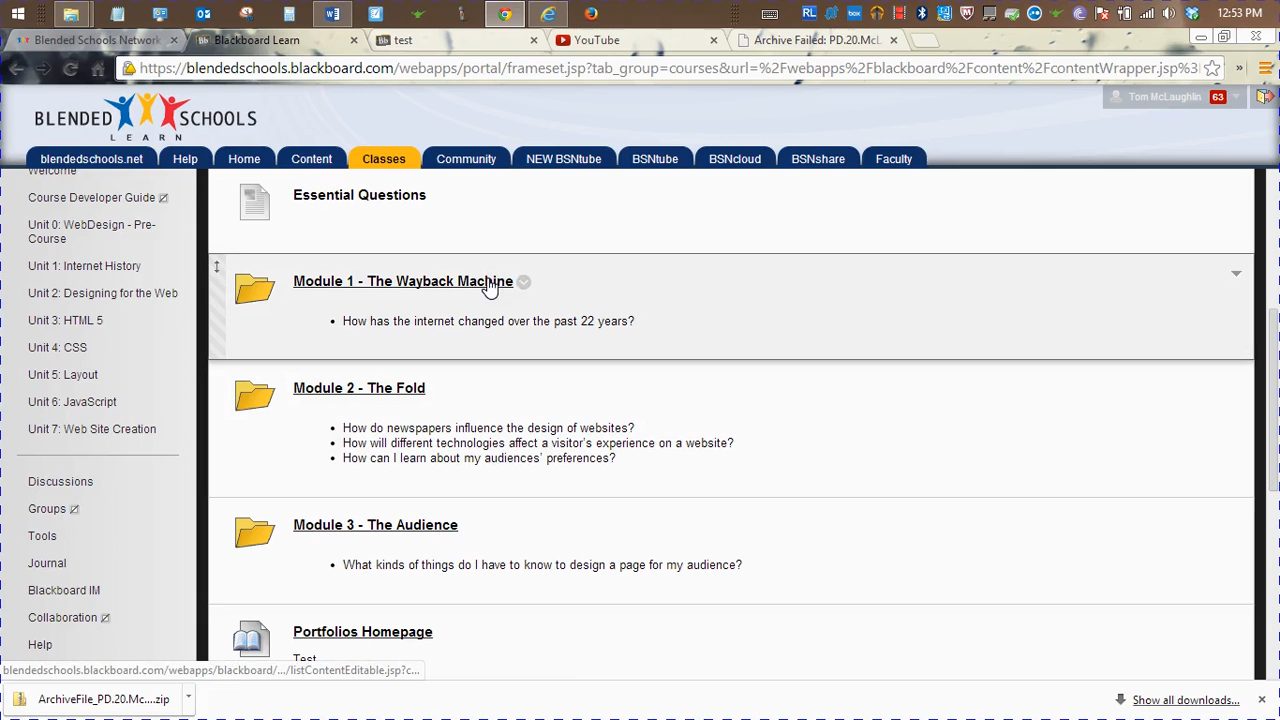 12:53 PM
Blended Schools Network
Blackboard Learn
test
YouTube
Archive Failed: PD.20.McL
https://blendedschools.blackboard.com/webapps/portal/frameset.jsp?tab_group=courses&url=%2Fwebapps%2Fblackboard%2Fcontent%2FcontentWrapper.jsp%3
BLENDED SCHOOLS
LEARN
Tom McLaughlin 63
blendedschools.net Help Home Content Classes Community NEW BSNtube BSNtube BSNcloud BSNshare Faculty
Welcome
Course Developer Guide
Unit 0: WebDesign - Pre-
Course
Unit 1: Internet History
Unit 2: Designing for the Web
Unit 3: HTML 5
Unit 4: CSS
Unit 5: Layout
Unit 6: JavaScript
Unit 7: Web Site Creation
Discussions
Groups
Tools
Journal
Blackboard IM
Collaboration
Help
Essential Questions
Module 1 - The Wayback Machine
• How has the internet changed over the past 22 years?
Module 2 - The Fold
• How do newspapers influence the design of websites?
• How will different technologies affect a visitor's experience on a website?
• How can I learn about my audiences' preferences?
Module 3 - The Audience
• What kinds of things do I have to know to design a page for my audience?
Portfolios Homepage
Test
blendedschools.blackboard.com/webapps/blackboard/.../listContentEditable.jsp?c...
ArchiveFile_PD.20.Mc....zip
Show all downloads...